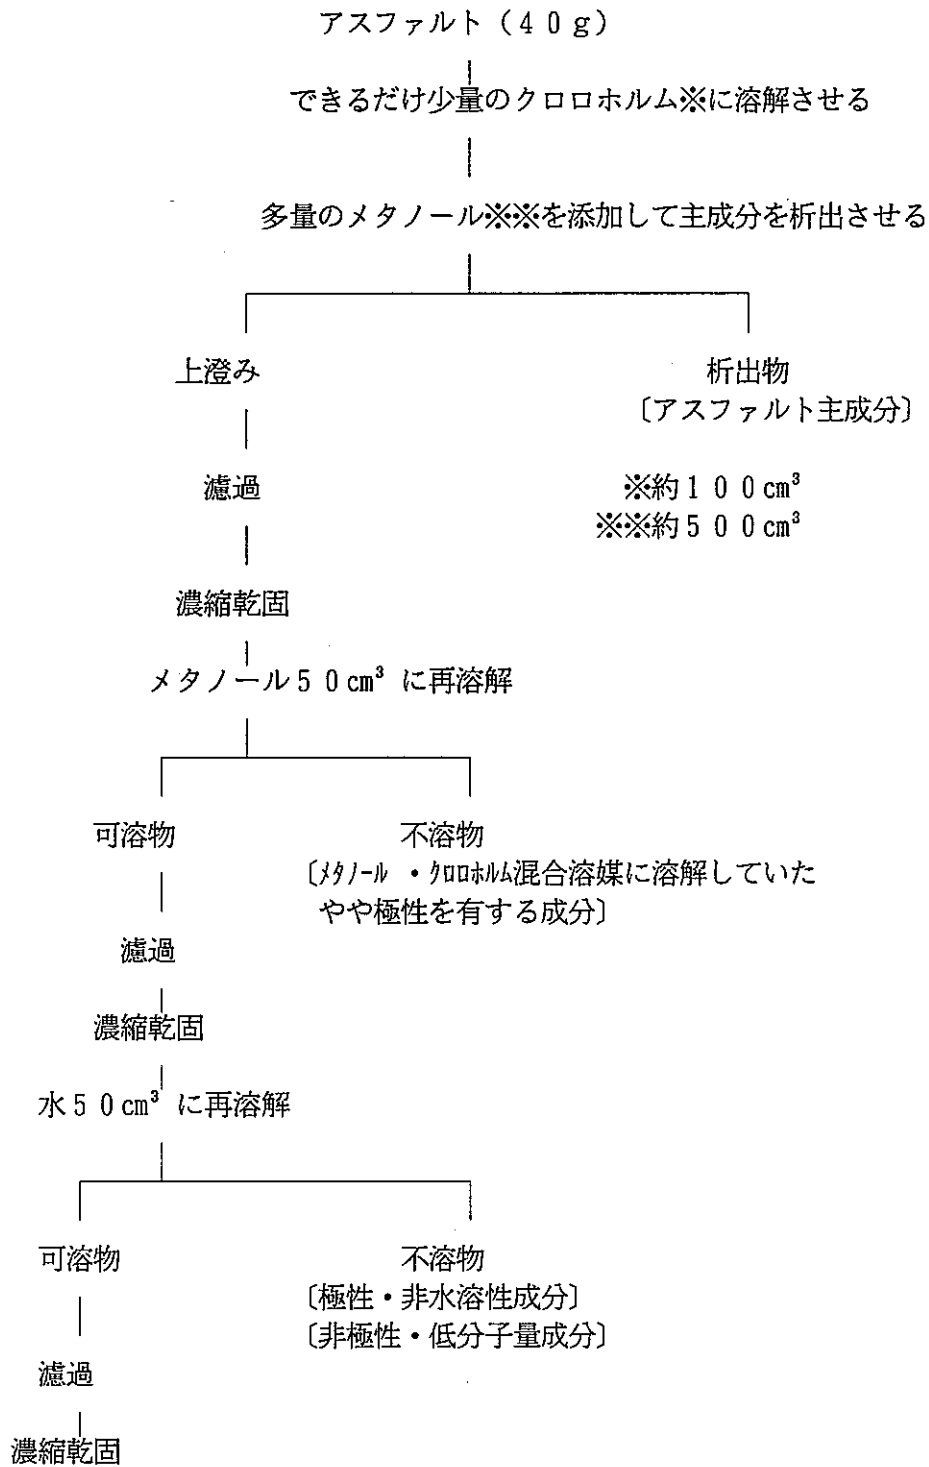 アスファルト（４０ｇ）
できるだけ少量のクロロホルム※に溶解させる
多量のメタノール※※を添加して主成分を析出させる
上澄み
析出物
〔アスファルト主成分〕
濾過
※約１００cm³
※※約５００cm³
濃縮乾固
メタノール５０cm³ に再溶解
可溶物
不溶物
〔ﾒﾀﾉｰﾙ ・ｸﾛﾛﾎﾙﾑ混合溶媒に溶解していた
やや極性を有する成分〕
濾過
濃縮乾固
水５０cm³ に再溶解
可溶物
不溶物
〔極性・非水溶性成分〕
〔非極性・低分子量成分〕
濾過
濃縮乾固